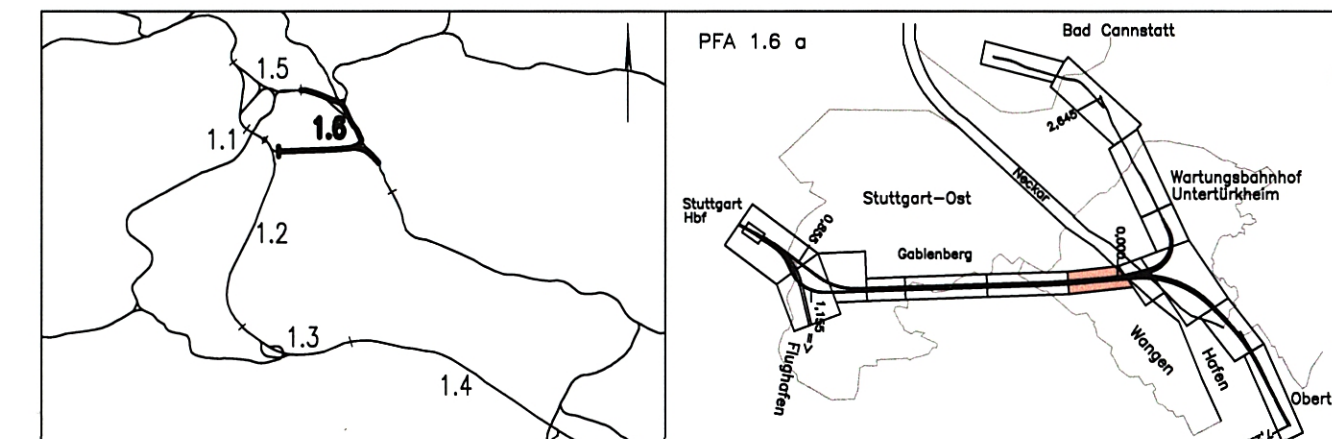 1.5
1.1
1.6
1.2
1.3
1.4
PFA 1.6 a
Bad Cannstatt
2,645
Neckar
Wartungsbahnhof
Untertürkheim
Stuttgart-Ost
Stuttgart
Hbf
0,855
Gablenberg
0,000
1,155
=>
Flughafen
Wangen
Hafen
Obert